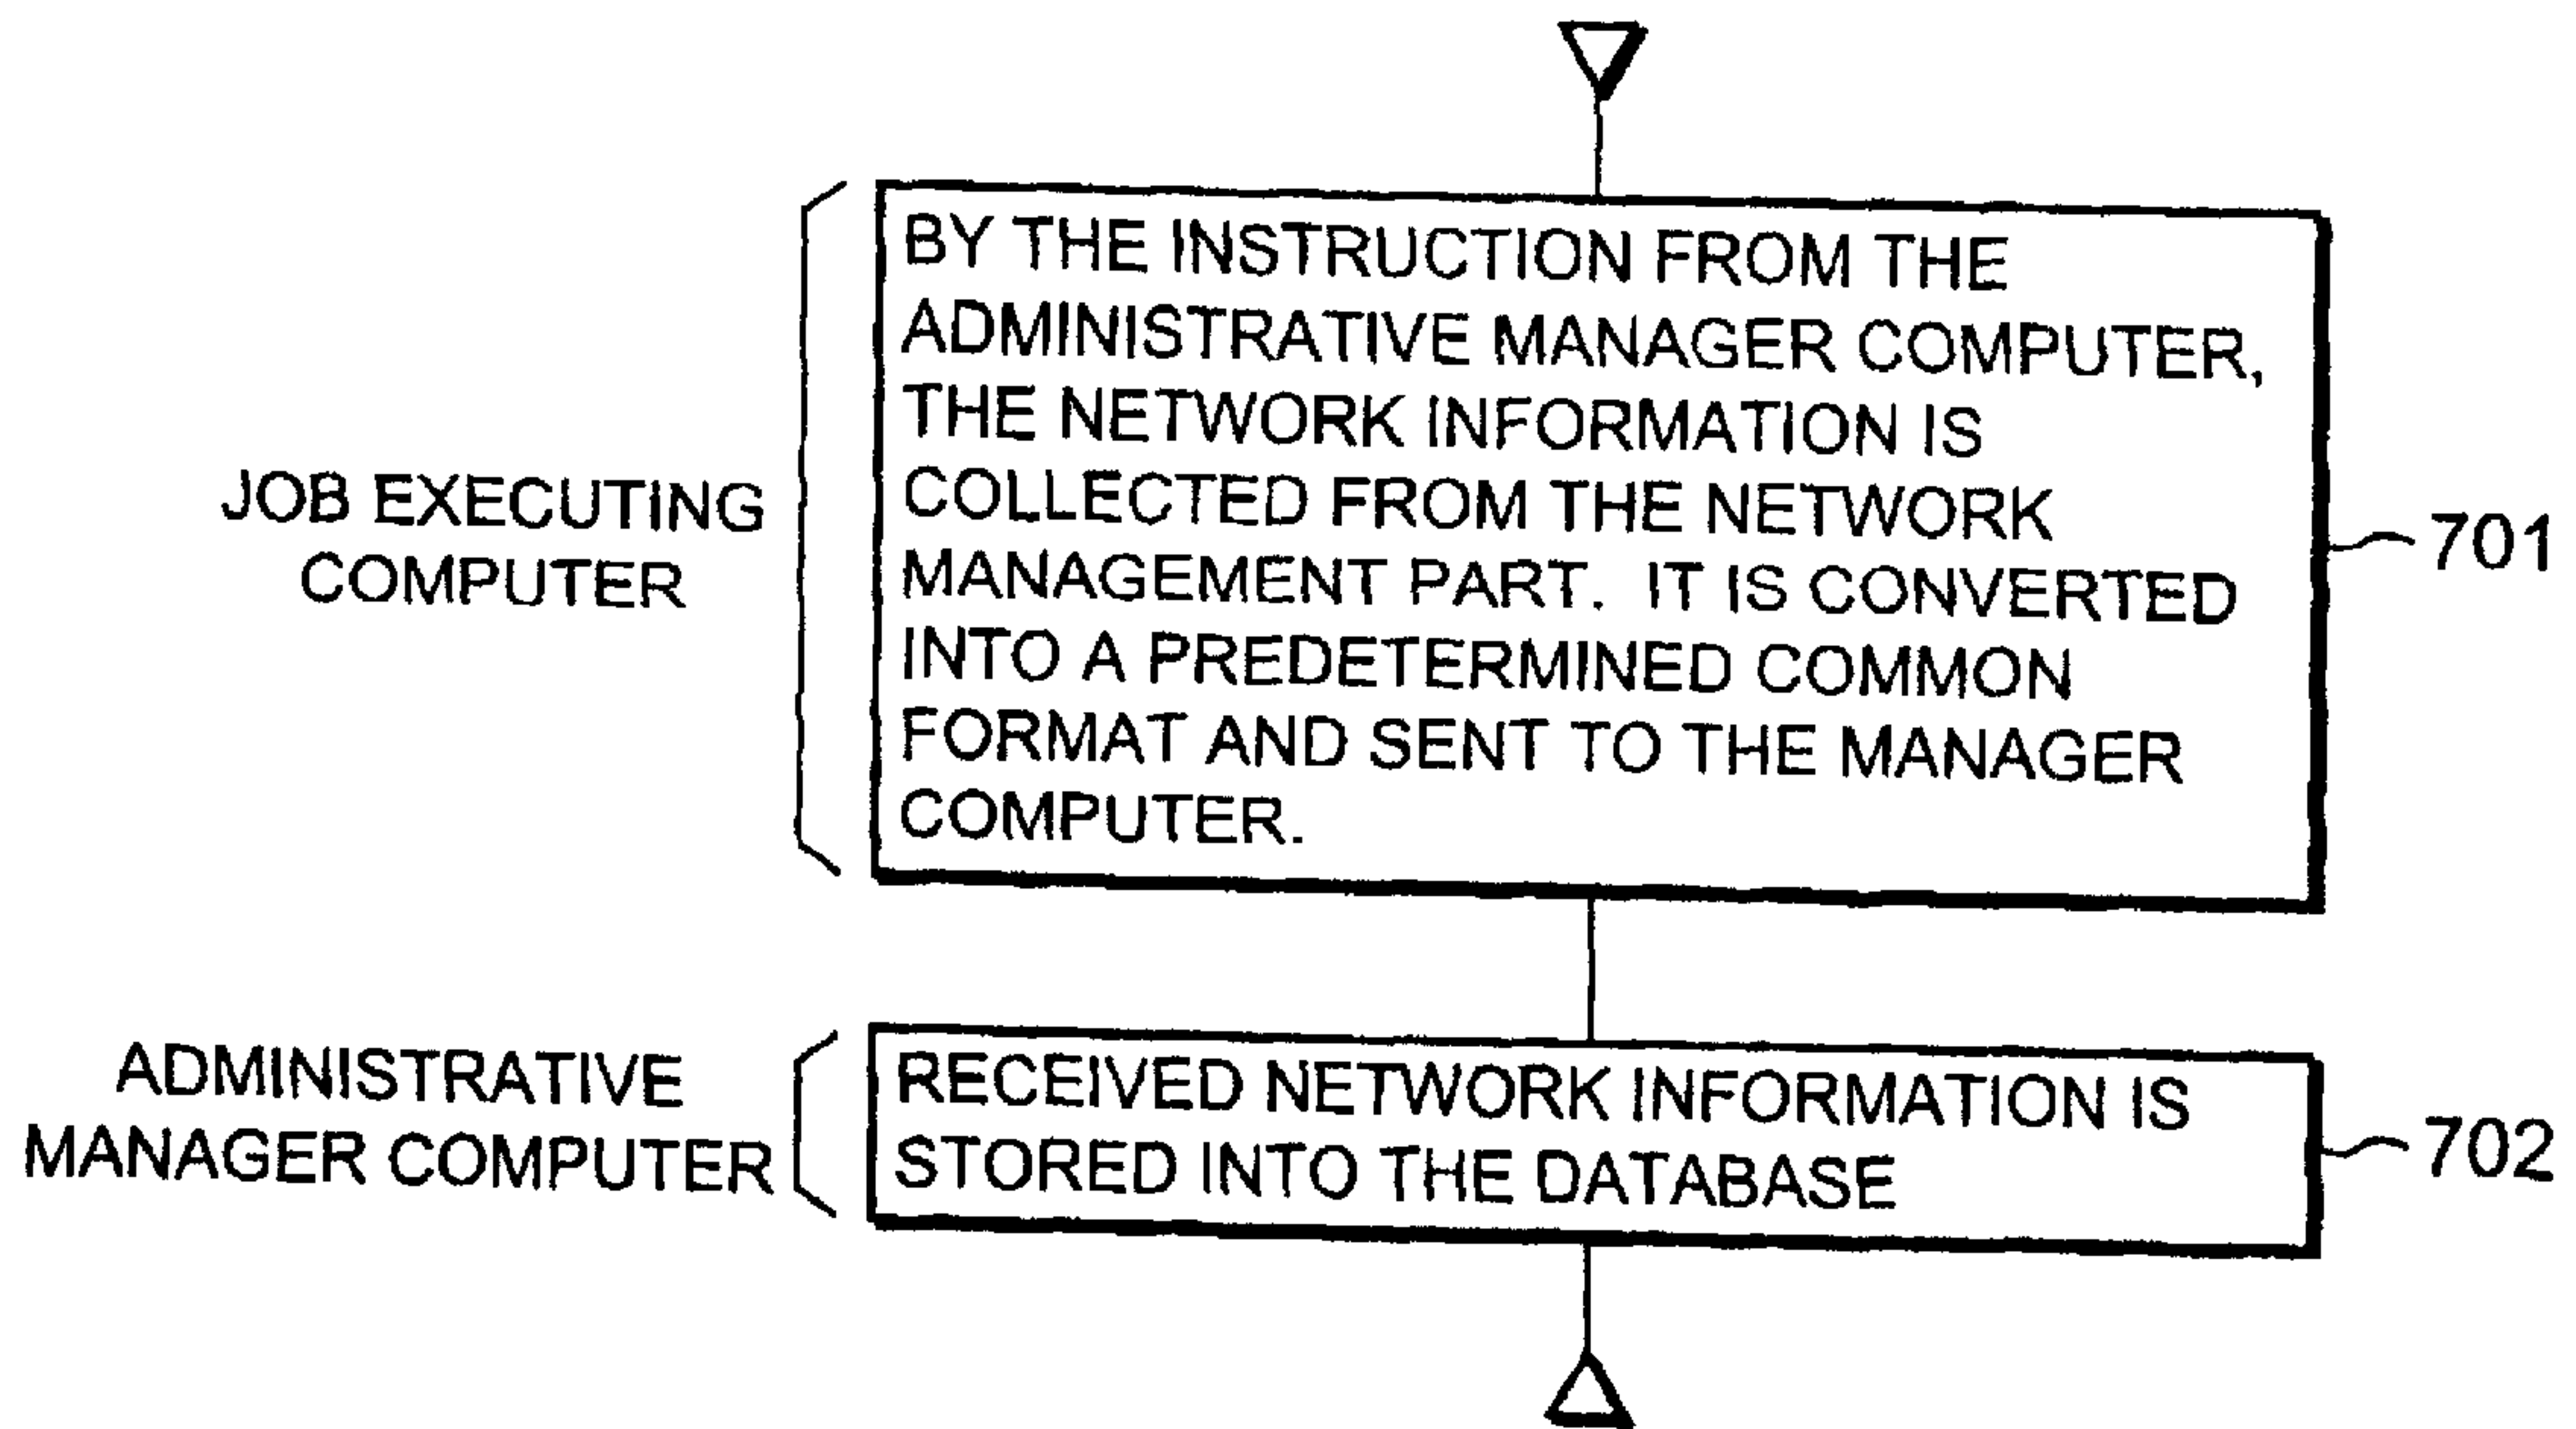 BY THE INSTRUCTION FROM THE
ADMINISTRATIVE MANAGER COMPUTER,
THE NETWORK INFORMATION IS
COLLECTED FROM THE NETWORK
MANAGEMENT PART. IT IS CONVERTED
INTO A PREDETERMINED COMMON
FORMAT AND SENT TO THE MANAGER
COMPUTER.
JOB EXECUTING
COMPUTER
701
ADMINISTRATIVE
MANAGER COMPUTER
RECEIVED NETWORK INFORMATION IS
STORED INTO THE DATABASE
702